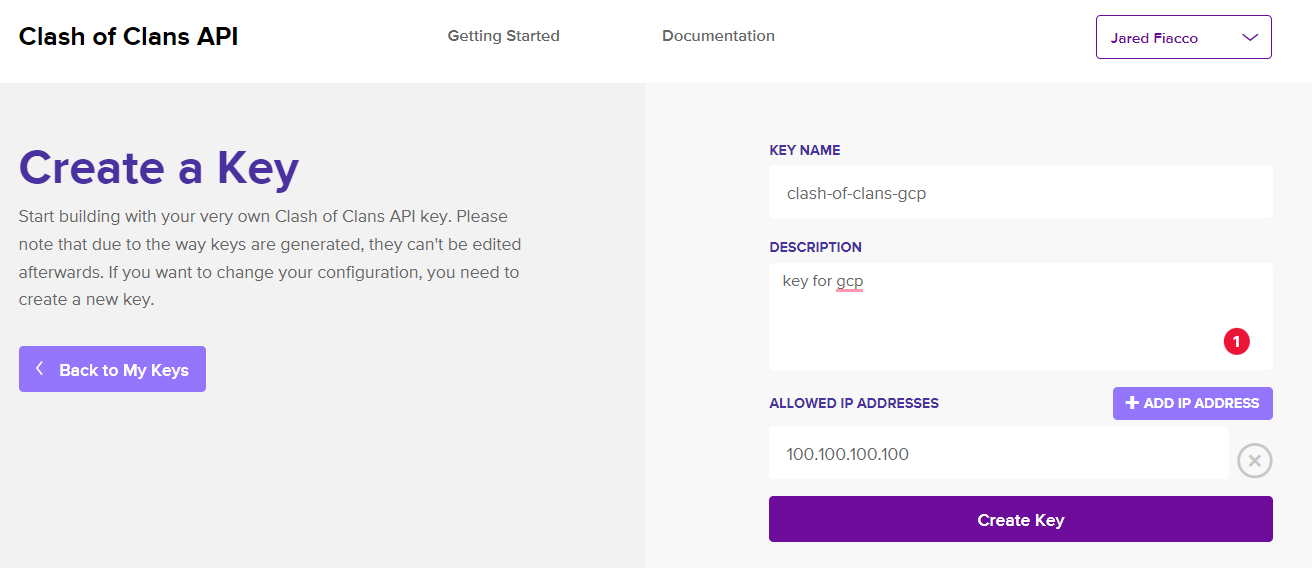 Clash of Clans API
Getting Started
Documentation
Jared Fiacco
Create a Key
Start building with your very own Clash of Clans API key. Please
note that due to the way keys are generated, they can't be edited
afterwards. If you want to change your configuration, you need to
create a new key.
Back to My Keys
KEY NAME
clash-of-clans-gcp
DESCRIPTION
key for gcp
1
ALLOWED IP ADDRESSES
ADD IP ADDRESS
100.100.100.100
Create Key